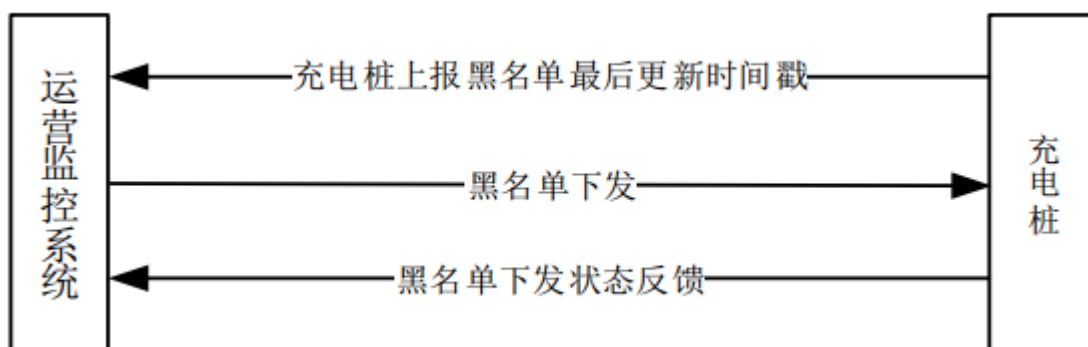 运营监控系统
充电桩上报黑名单最后更新时间戳
黑名单下发
黑名单下发状态反馈
充电桩